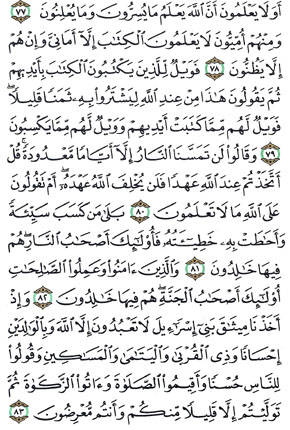 أَوَلَا يَعْلَمُونَ أَنَّ ٱللَّهَ يَعْلَمُ مَا يُسِرُّونَ وَمَا يُعْلِنُونَ ٧٧
وَمِنْهُمْ أُمِّيُّونَ لَا يَعْلَمُونَ ٱلْكِتَٰبَ إِلَّآ أَمَانِىَّ وَإِنْ هُمْ
إِلَّا يَظُنُّونَ ٧٨ فَوَيْلٌ لِّلَّذِينَ يَكْتُبُونَ ٱلْكِتَٰبَ بِأَيْدِيهِمْ
ثُمَّ يَقُولُونَ هَٰذَا مِنْ عِندِ ٱللَّهِ لِيَشْتَرُوا۟ بِهِۦ ثَمَنًا قَلِيلًا ۖ
فَوَيْلٌ لَّهُم مِّمَّا كَتَبَتْ أَيْدِيهِمْ وَوَيْلٌ لَّهُم مِّمَّا يَكْسِبُونَ
٧٩ وَقَالُوا۟ لَن تَمَسَّنَا ٱلنَّارُ إِلَّآ أَيَّامًا مَّعْدُودَةً ۚ قُلْ
أَتَّخَذْتُمْ عِندَ ٱللَّهِ عَهْدًا فَلَن يُخْلِفَ ٱللَّهُ عَهْدَهُۥٓ ۖ أَمْ تَقُولُونَ
عَلَى ٱللَّهِ مَا لَا تَعْلَمُونَ ٨٠ بَلَىٰ مَن كَسَبَ سَيِّئَةً
وَأَحَٰطَتْ بِهِۦ خَطِيٓـَٔتُهُۥ فَأُو۟لَٰٓئِكَ أَصْحَٰبُ ٱلنَّارِ ۖ هُمْ
فِيهَا خَٰلِدُونَ ٨١ وَٱلَّذِينَ ءَامَنُوا۟ وَعَمِلُوا۟ ٱلصَّٰلِحَٰتِ
أُو۟لَٰٓئِكَ أَصْحَٰبُ ٱلْجَنَّةِ ۖ هُمْ فِيهَا خَٰلِدُونَ ٨٢ وَإِذْ
أَخَذْنَا مِيثَٰقَ بَنِىٓ إِسْرَٰٓءِيلَ لَا تَعْبُدُونَ إِلَّا ٱللَّهَ وَبِٱلْوَٰلِدَيْنِ
إِحْسَانًا وَذِى ٱلْقُرْبَىٰ وَٱلْيَتَٰمَىٰ وَٱلْمَسَٰكِينِ وَقُولُوا۟
لِلنَّاسِ حُسْنًا وَأَقِيمُوا۟ ٱلصَّلَوٰةَ وَءَاتُوا۟ ٱلزَّكَوٰةَ ثُمَّ
تَوَلَّيْتُمْ إِلَّا قَلِيلًا مِّنكُمْ وَأَنتُم مُّعْرِضُونَ ٨٣